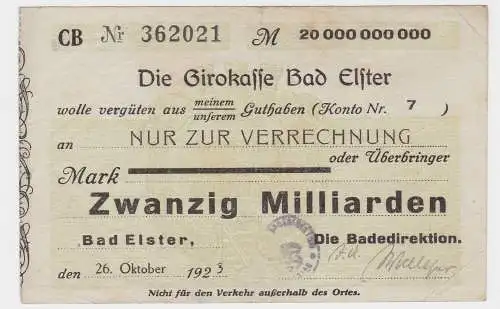 CB Nr 362021 M 20 000 000 000
Die Girokasse Bad Elster
wolle vergüten aus meinem
unserem Guthaben (Konto Nr. 7 )
an NUR ZUR VERRECHNUNG
oder Überbringer
Mark
Zwanzig Milliarden
Bad Elster, Die Badedirektion.
den 26. Oktober 1923
Nicht für den Verkehr außerhalb des Ortes.